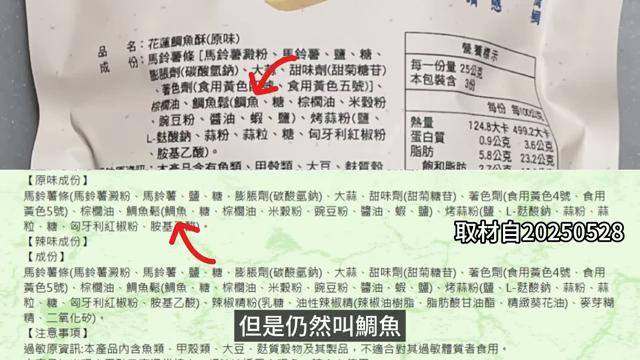 品名:花蓮鯛魚酥(原味)
成份:馬鈴薯條[馬鈴薯澱粉、馬鈴薯、鹽、糖、
膨脹劑(碳酸氫鈉)、大蒜、甜味劑(甜菊糖苷)
、著色劑(食用黃色四號、食用黃色五號)]、
棕櫚油、鯛魚鬆(鯛魚、糖、棕櫚油、米穀粉、
豌豆粉、醬油、蝦、鹽)、烤蒜粉(鹽、
L-麩酸鈉、蒜粉、蒜粒、糖、匈牙利紅椒粉、
胺基乙酸)。
本產品含有魚類、甲殼類、大豆、麩質穀
營養標示
每一份量 25公克
本包裝含 3份
每份 每100公克
熱量 124.8大卡 499.2大卡
蛋白質 0.9公克 3.6公克
脂肪 5.8公克 23.2公克
飽和脂肪
【原味成份】
馬鈴薯條(馬鈴薯澱粉、馬鈴薯、鹽、糖、膨脹劑(碳酸氫鈉)、大蒜、甜味劑(甜菊糖苷)、著色劑(食用黃色4號、食用
黃色5號)、棕櫚油、鯛魚鬆(鯛魚、糖、棕櫚油、米穀粉、豌豆粉、醬油、蝦、鹽)、烤蒜粉(鹽、L-麩酸鈉、蒜粉、蒜
粒、糖、匈牙利紅椒粉、胺基乙酸)。
取材自20250528
【辣味成份】
【成份】
馬鈴薯條(馬鈴薯澱粉、馬鈴薯、鹽、糖、膨脹劑(碳酸氫鈉)、大蒜、甜味劑(甜菊糖苷)、著色劑(食用黃色4號、食用
黃色5號)、棕櫚油、鯛魚鬆(鯛魚、糖、棕櫚油、米穀粉、豌豆粉、醬油、蝦、鹽)、烤蒜粉(鹽、L-麩酸鈉、蒜粉、蒜
粒、糖、匈牙利紅椒粉、胺基乙酸)、辣椒精粉(乳糖、油性辣椒精(辣椒油樹脂、脂肪酸甘油酯、精緻葵花油)、麥芽糊
精、二氧化矽)。
但是仍然叫鯛魚
【注意事項】
過敏原資訊:本產品內含魚類、甲殼類、大豆、麩質穀物及其製品，不適合對其過敏體質者食用。